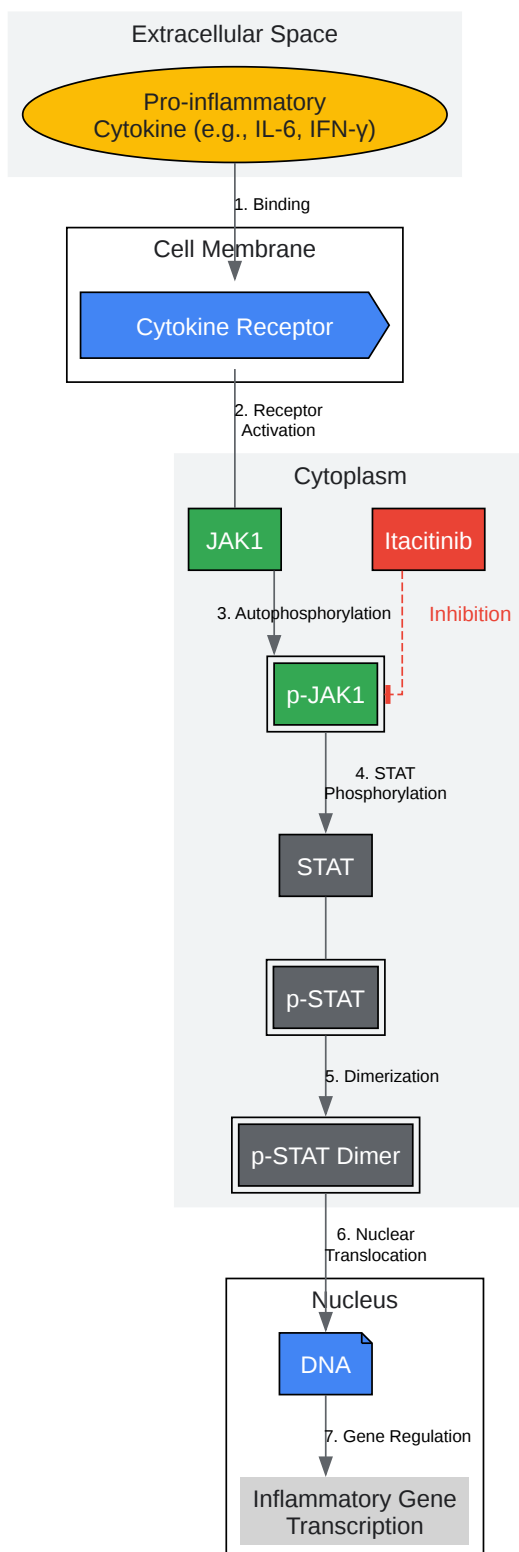 Extracellular Space
Pro-inflammatory
Cytokine (e.g., IL-6, IFN-γ)
1. Binding
Cell Membrane
Cytokine Receptor
2. Receptor
Activation
Cytoplasm
JAK1
Itacitinib
3. Autophosphorylation
Inhibition
p-JAK1
4. STAT
Phosphorylation
STAT
p-STAT
5. Dimerization
p-STAT Dimer
6. Nuclear
Translocation
Nucleus
DNA
7. Gene Regulation
Inflammatory Gene
Transcription